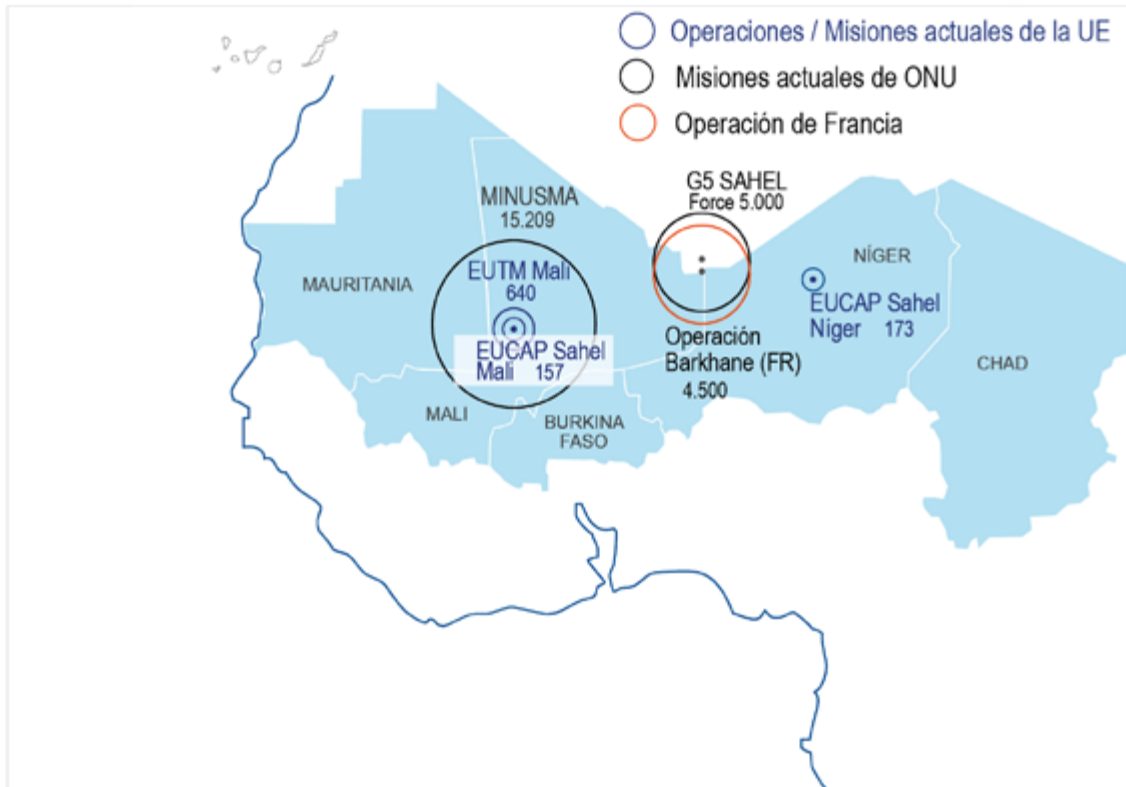 Operaciones / Misiones actuales de la UE
Misiones actuales de ONU
Operación de Francia
G5 SAHEL
Force 5.000
MINUSMA
15.209
NÍGER
EUTM Mali
640
MAURITANIA
EUCAP Sahel
Níger 173
EUCAP Sahel
Mali 157
Operación
Barkhane (FR)
4.500
CHAD
MALI
BURKINA
FASO